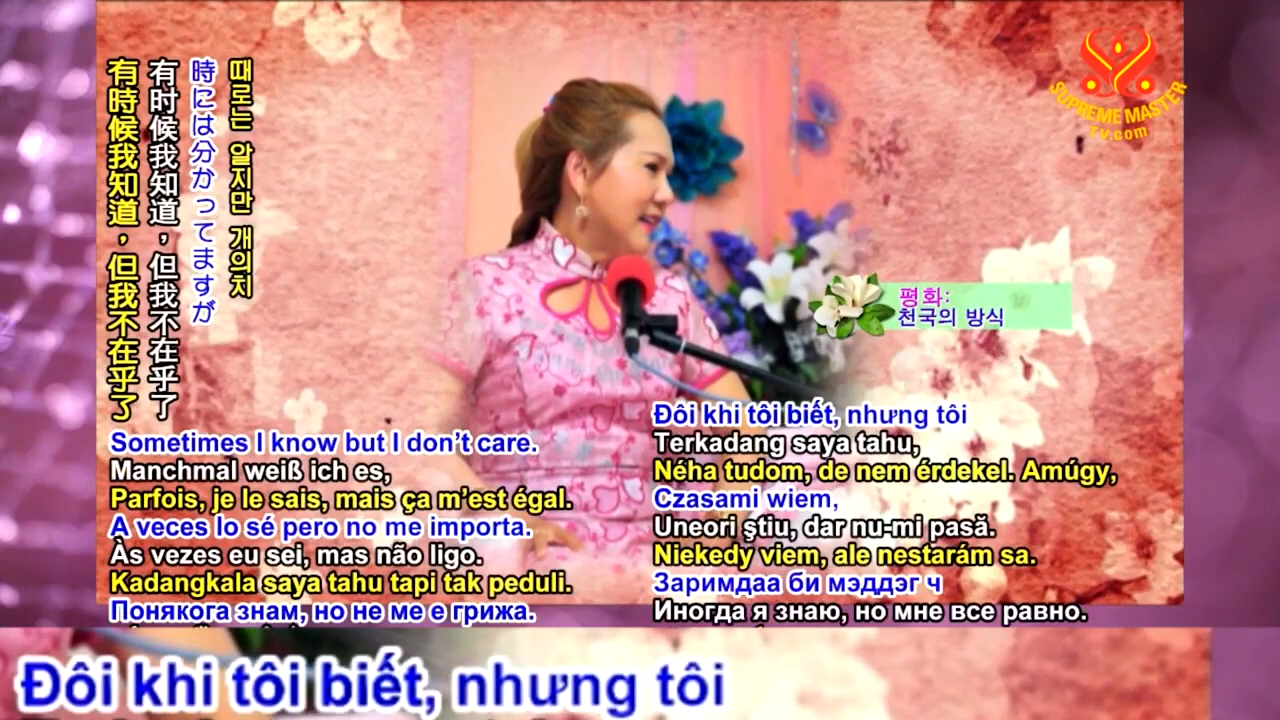 때로는 알지만 개의치
時には分かってますが
有时候我知道，但我不在乎了
有時候我知道，但我不在乎了
SUPREME MASTER
TV.com
평화:
천국의 방식
Sometimes I know but I don’t care.
Manchmal weiß ich es,
Parfois, je le sais, mais ça m’est égal.
A veces lo sé pero no me importa.
Às vezes eu sei, mas não ligo.
Kadangkala saya tahu tapi tak peduli.
Понякога знам, но не ме е грижа.
Đôi khi tôi biết, nhưng tôi
Terkadang saya tahu,
Néha tudom, de nem érdekel. Amúgy,
Czasami wiem,
Uneori ştiu, dar nu-mi pasă.
Niekedy viem, ale nestarám sa.
Заримдаа би мэддэг ч
Иногда я знаю, но мне все равно.
Đôi khi tôi biết, nhưng tôi